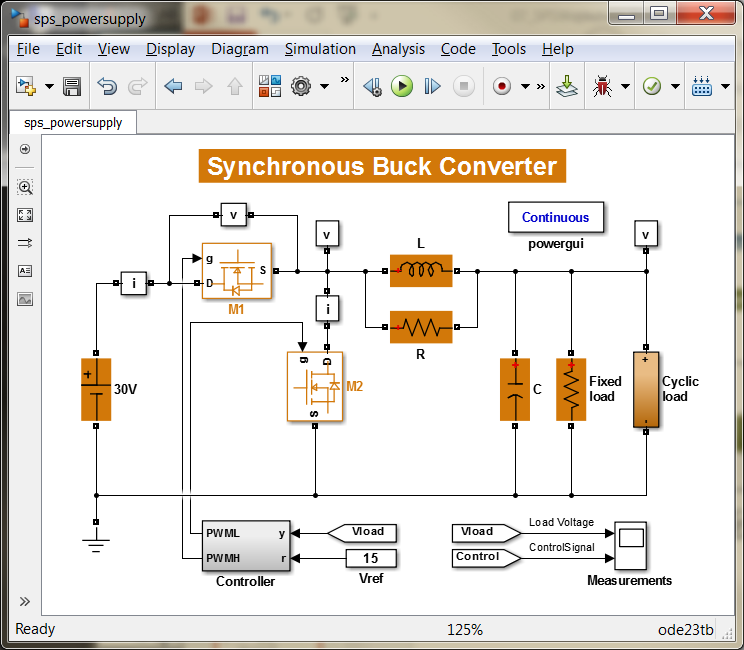 sps_powersupply
File Edit View Display Diagram Simulation Analysis Code Tools Help
sps_powersupply
Synchronous Buck Converter
v
v
Continuous
powergui
v
L
g
S
D
M1
i
i
R
g
D
S
M2
+
30V
C
Fixed
load
+
-
Cyclic
load
PWML
y
PWMH
r
Controller
Vload
15
Vref
Vload
Load Voltage
Control
ControlSignal
Measurements
Ready
125%
ode23tb